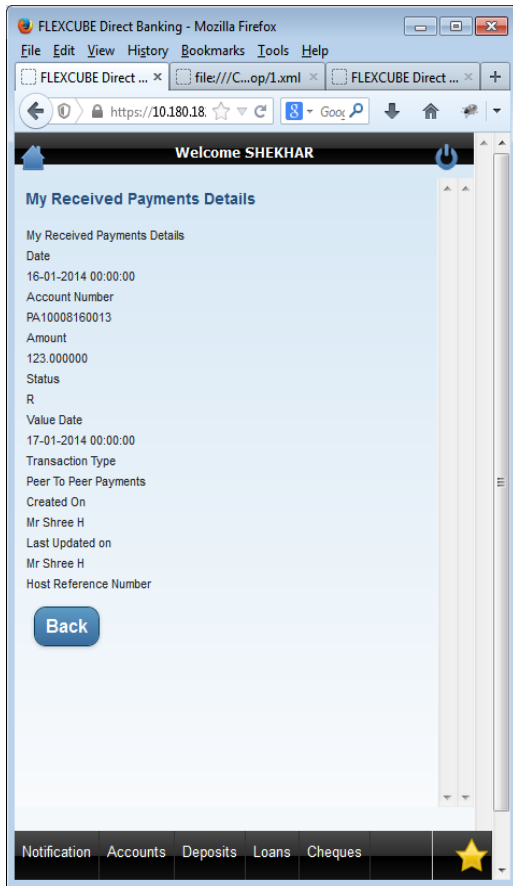 FLEXCUBE Direct Banking - Mozilla Firefox
File Edit View History Bookmarks Tools Help
FLEXCUBE Direct ... × file:///C...op/1.xml × FLEXCUBE Direct ... × +
https://10.180.18. 8 Goog
Welcome SHEKHAR
My Received Payments Details
My Received Payments Details
Date
16-01-2014 00:00:00
Account Number
PA10008160013
Amount
123.000000
Status
R
Value Date
17-01-2014 00:00:00
Transaction Type
Peer To Peer Payments
Created On
Mr Shree H
Last Updated on
Mr Shree H
Host Reference Number
Back
Notification Accounts Deposits Loans Cheques